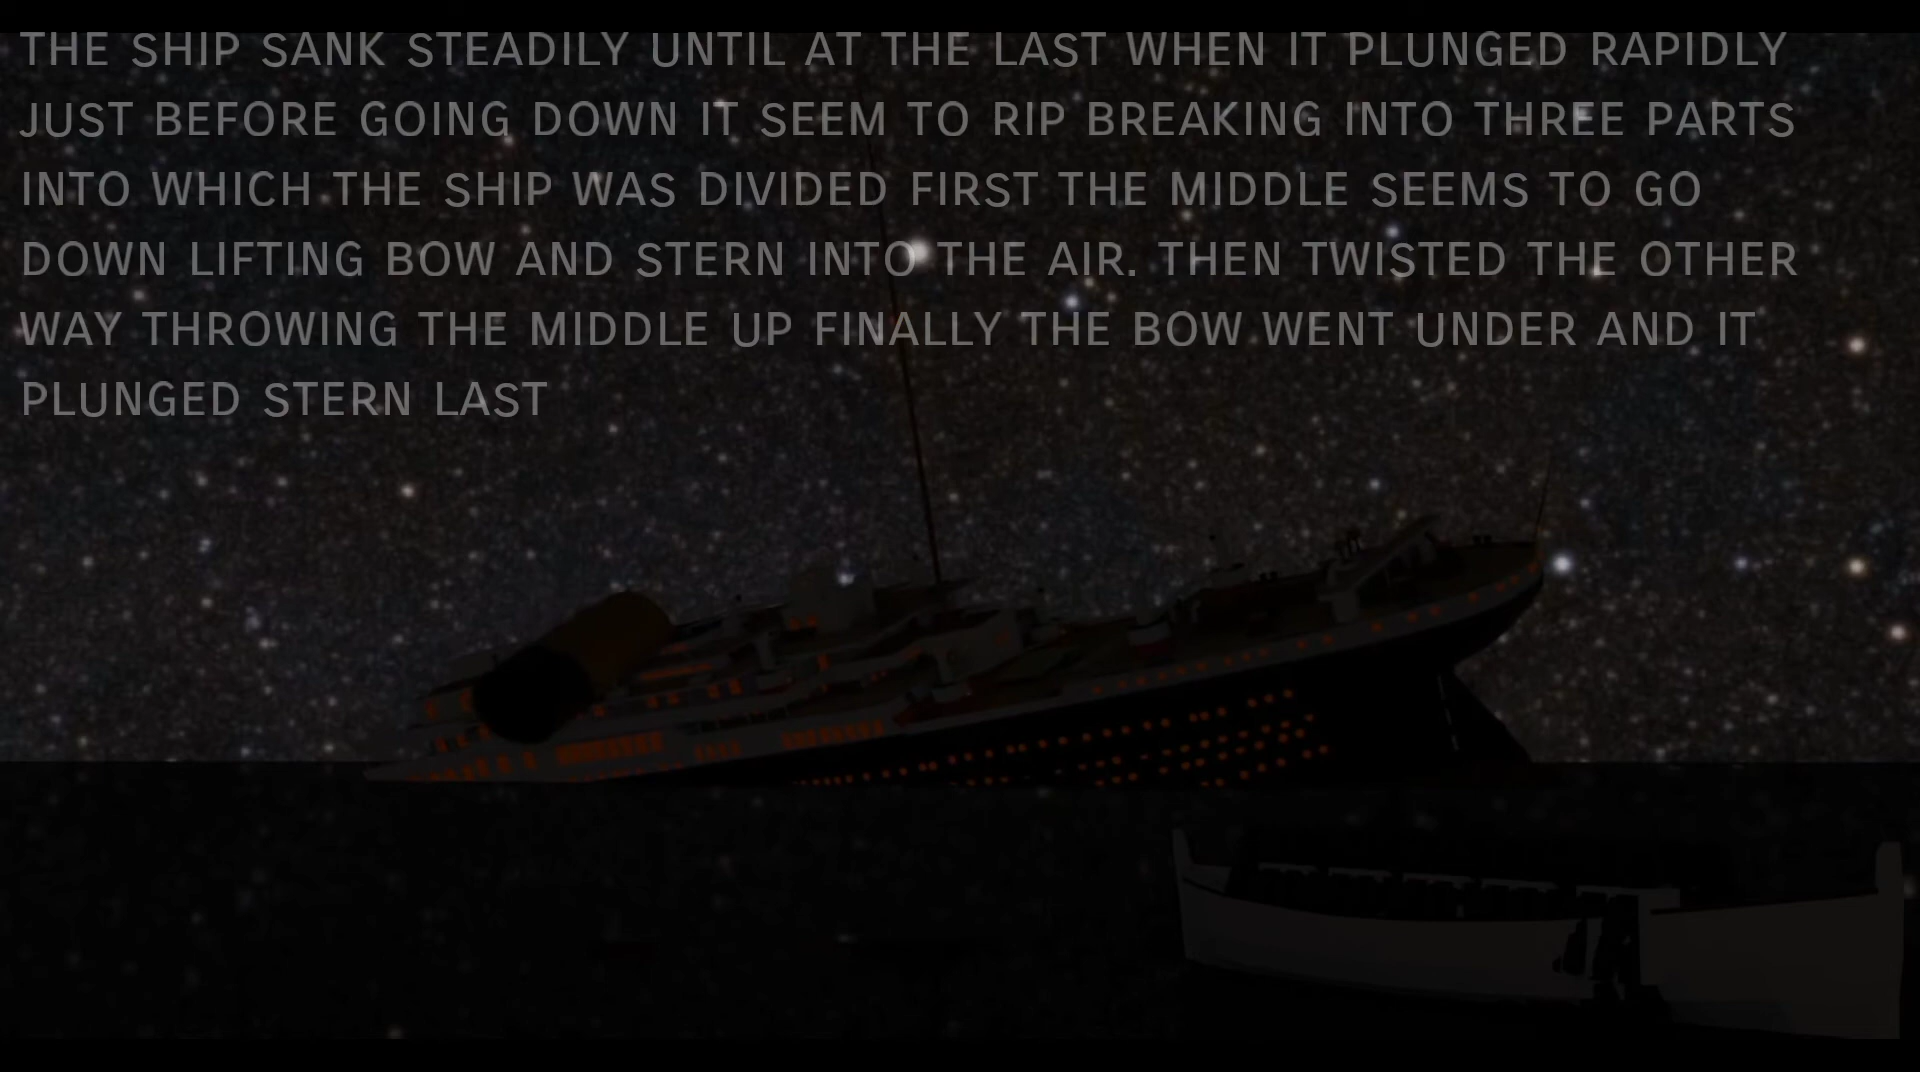 THE SHIP SANK STEADILY UNTIL AT THE LAST WHEN IT PLUNGED RAPIDLY
JUST BEFORE GOING DOWN IT SEEM TO RIP BREAKING INTO THREE PARTS
INTO WHICH THE SHIP WAS DIVIDED FIRST THE MIDDLE SEEMS TO GO
DOWN LIFTING BOW AND STERN INTO THE AIR. THEN TWISTED THE OTHER
WAY THROWING THE MIDDLE UP FINALLY THE BOW WENT UNDER AND IT
PLUNGED STERN LAST